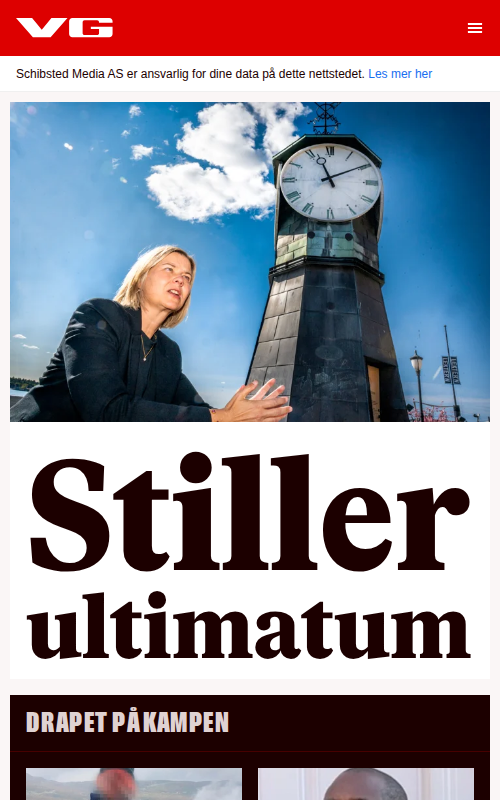 VG
Schibsted Media AS er ansvarlig for dine data på dette nettstedet. Les mer her
Stiller
ultimatum
DRAPET PÅ KAMPEN